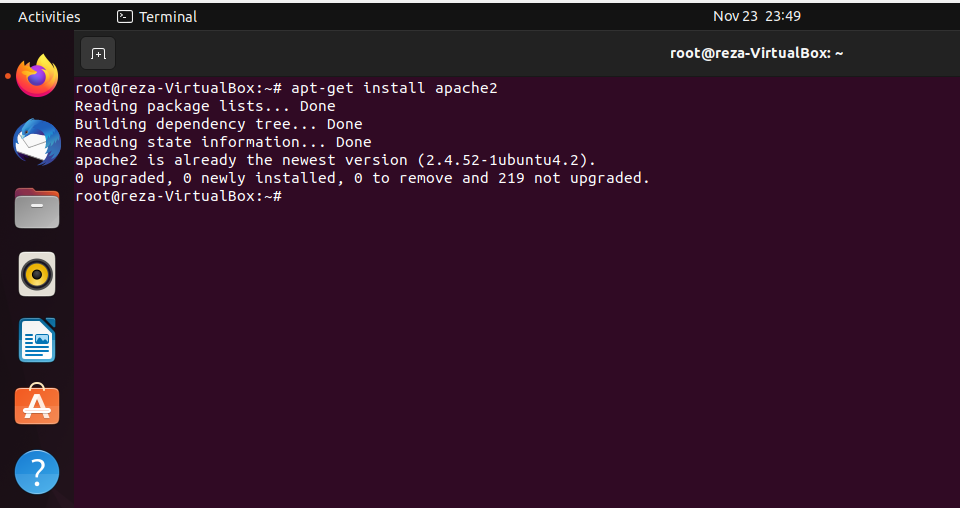 Activities
Terminal
Nov 23 23:49
root@reza-VirtualBox: ~
root@reza-VirtualBox:~# apt-get install apache2
Reading package lists... Done
Building dependency tree... Done
Reading state information... Done
apache2 is already the newest version (2.4.52-1ubuntu4.2).
0 upgraded, 0 newly installed, 0 to remove and 219 not upgraded.
root@reza-VirtualBox:~#